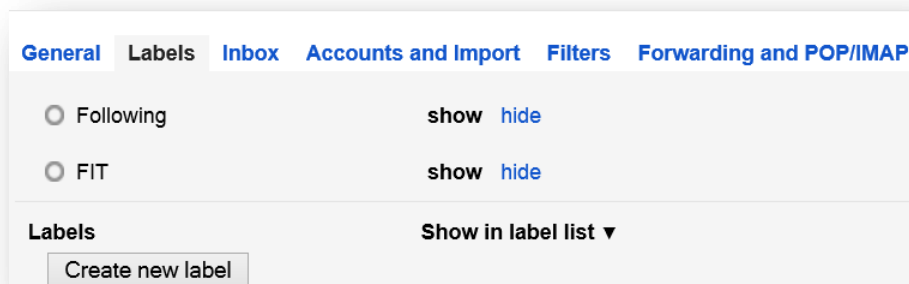 General Labels Inbox Accounts and Import Filters Forwarding and POP/IMAP
Following show hide
FIT show hide
Labels Show in label list ▼
Create new label